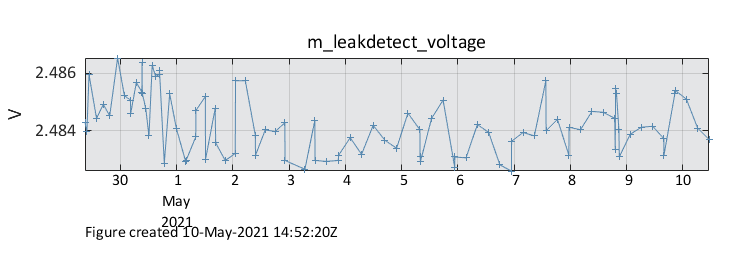 m_leakdetect_voltage
2.486
2.484
V
30 1 2 3 4 5 6 7 8 9 10
May
2021
Figure created 10-May-2021 14:52:20Z